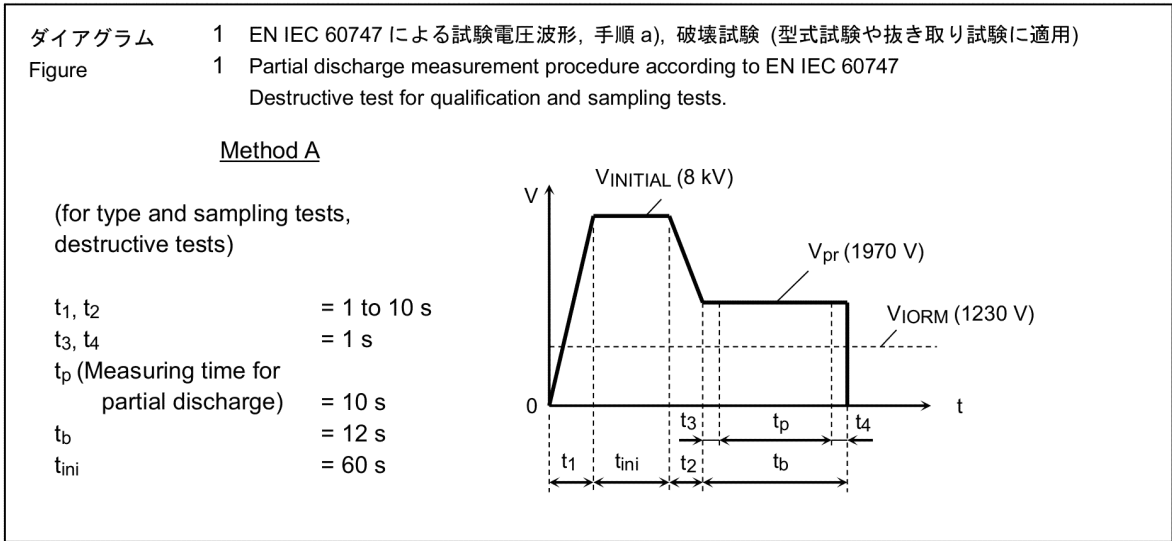 ダイアグラム 1 EN IEC 60747 による試験電圧波形, 手順 a), 破壊試験 (型式試験や抜き取り試験に適用)
Figure 1 Partial discharge measurement procedure according to EN IEC 60747
Destructive test for qualification and sampling tests.
Method A
(for type and sampling tests,
destructive tests)
t1, t2 = 1 to 10 s
t3, t4 = 1 s
tp (Measuring time for
partial discharge) = 10 s
tb = 12 s
tini = 60 s
V
VINITIAL (8 kV)
Vpr (1970 V)
VIORM (1230 V)
0
t
t3 tp t4
t1 tini t2 tb